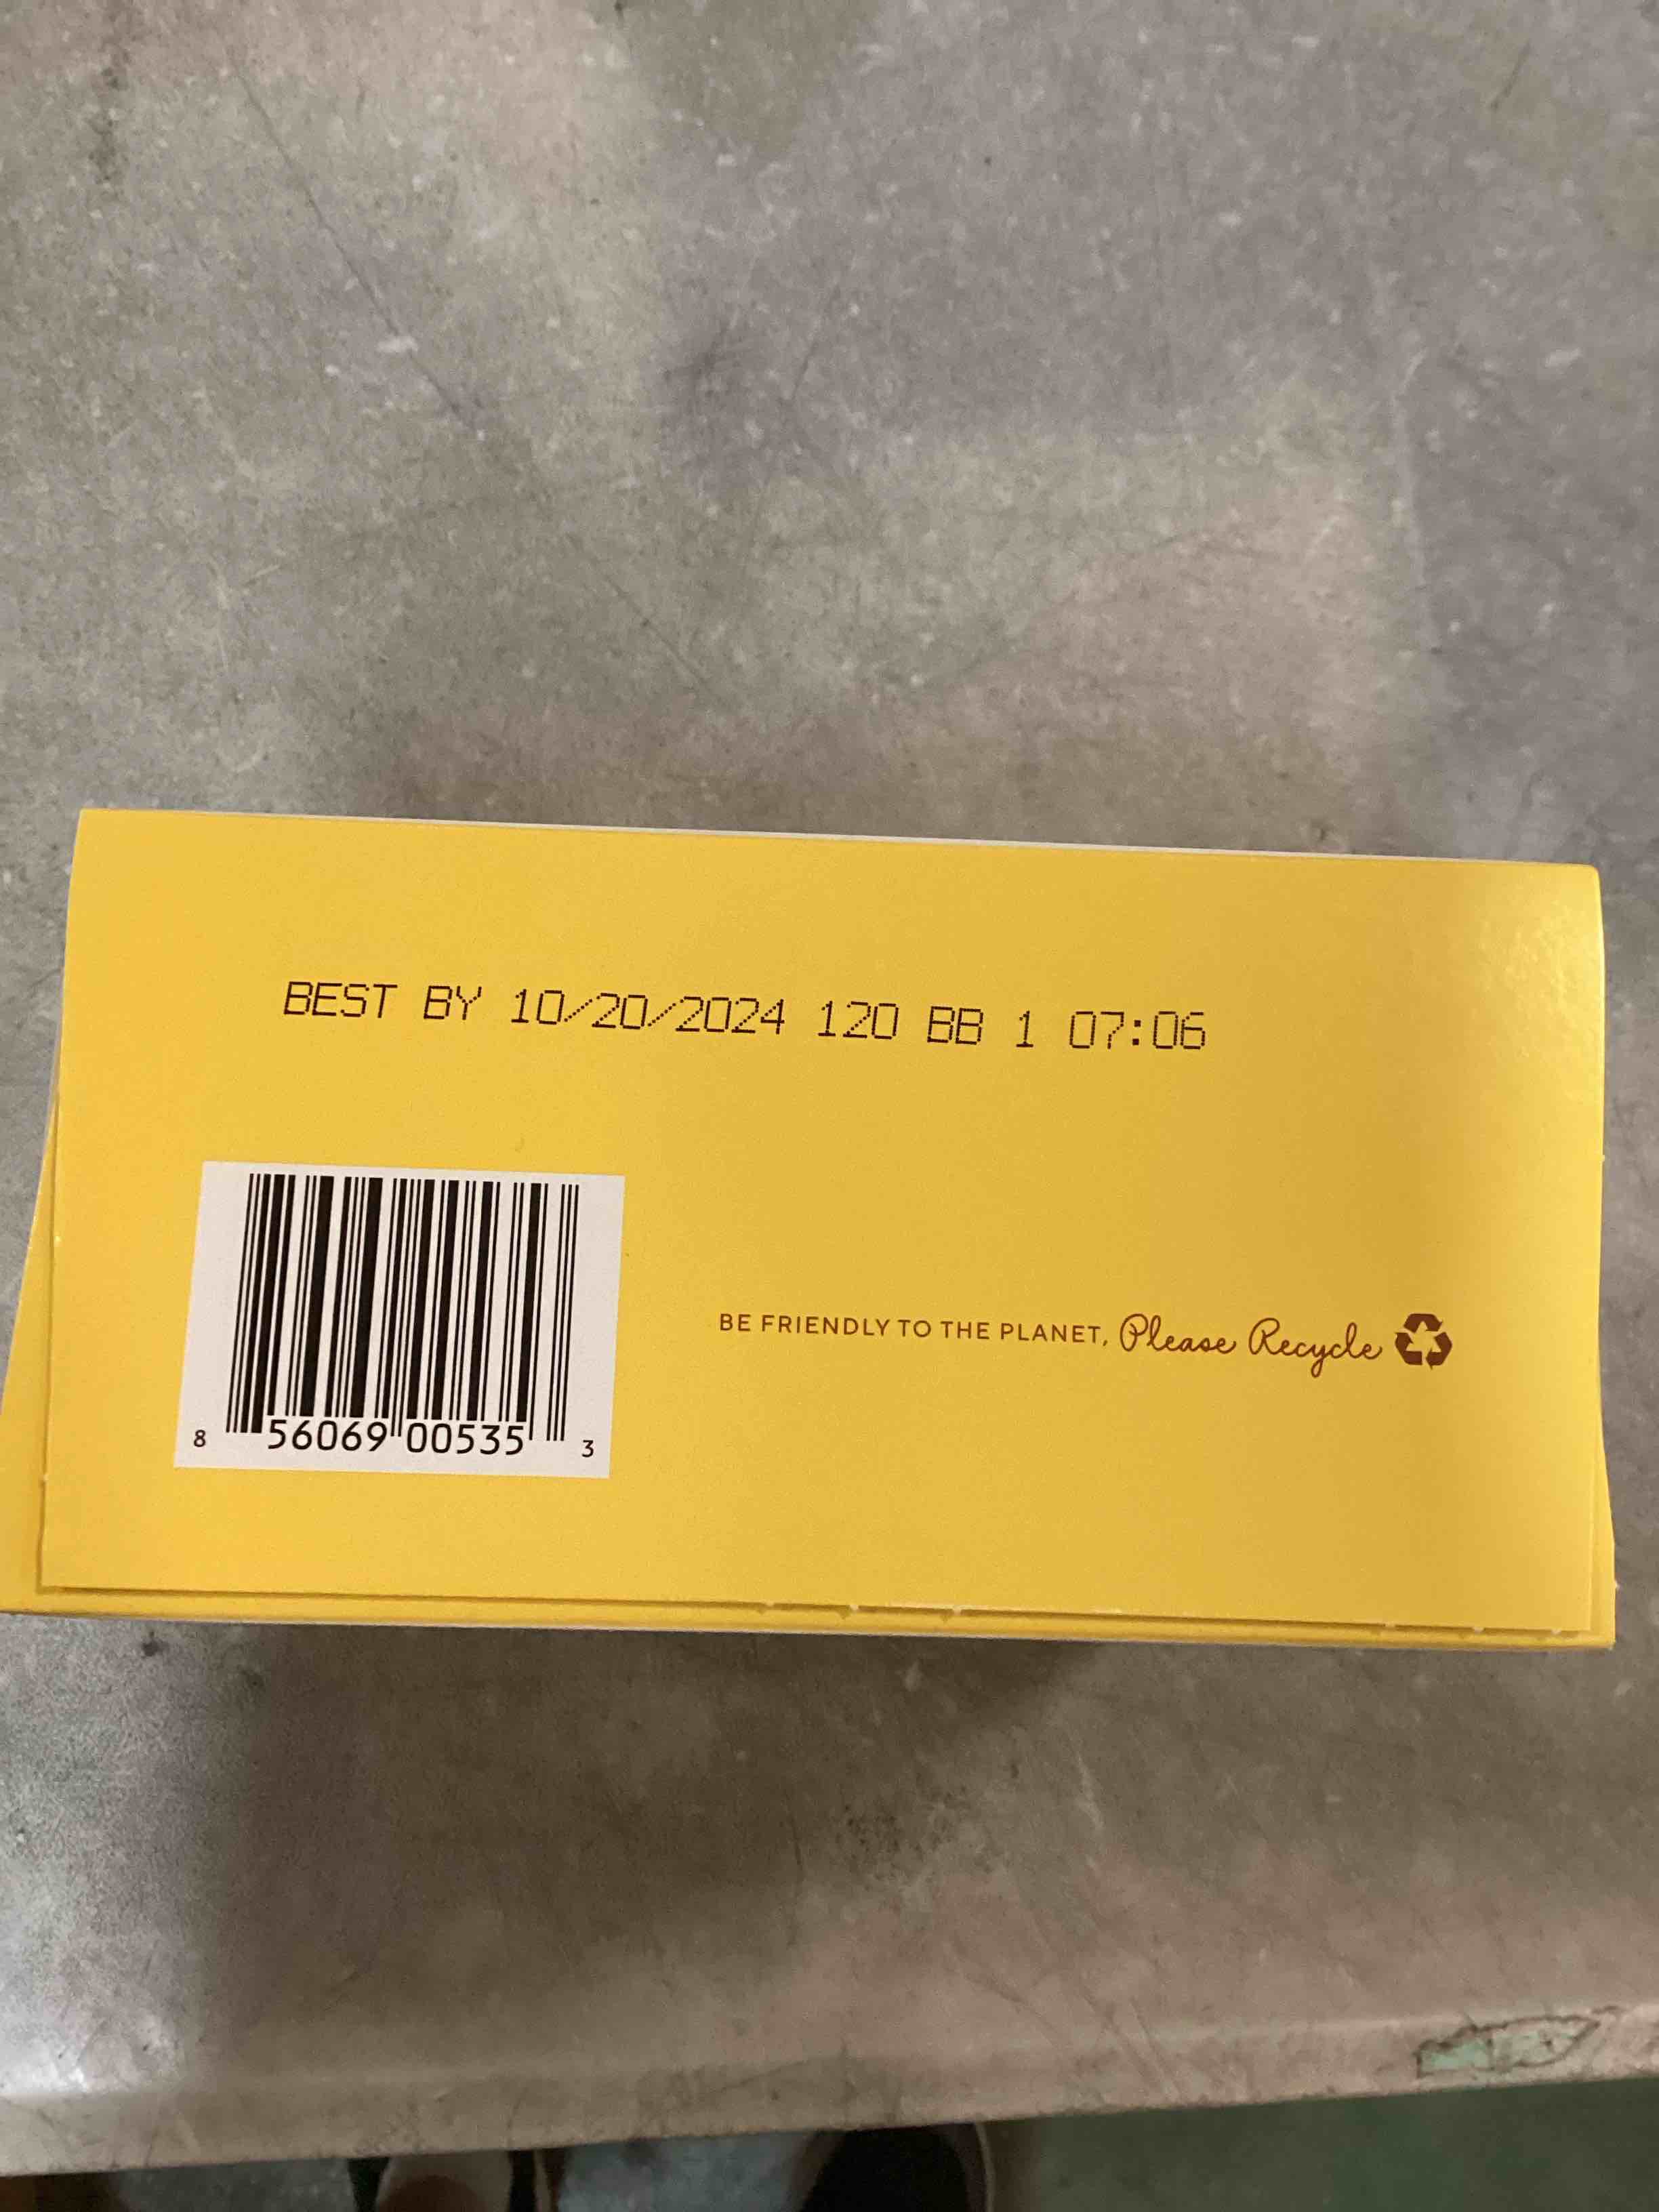 BEST BY 10/20/2024 120 BB 1 07:06
BE FRIENDLY TO THE PLANET, Please Recycle
8 56069 00535 3